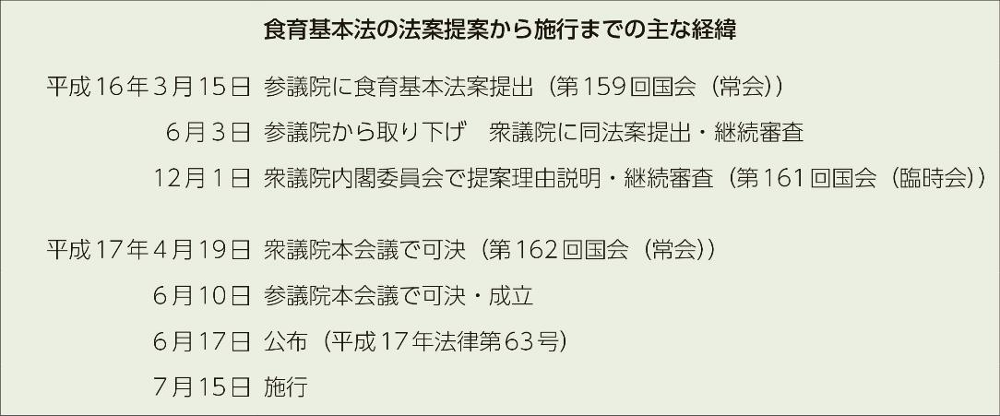 食育基本法の法案提案から施行までの主な経緯
平成16年3月15日 参議院に食育基本法案提出（第159回国会（常会））
6月3日 参議院から取り下げ　衆議院に同法案提出・継続審査
12月1日 衆議院内閣委員会で提案理由説明・継続審査（第161回国会（臨時会））
平成17年4月19日 衆議院本会議で可決（第162回国会（常会））
6月10日 参議院本会議で可決・成立
6月17日 公布（平成17年法律第63号）
7月15日 施行